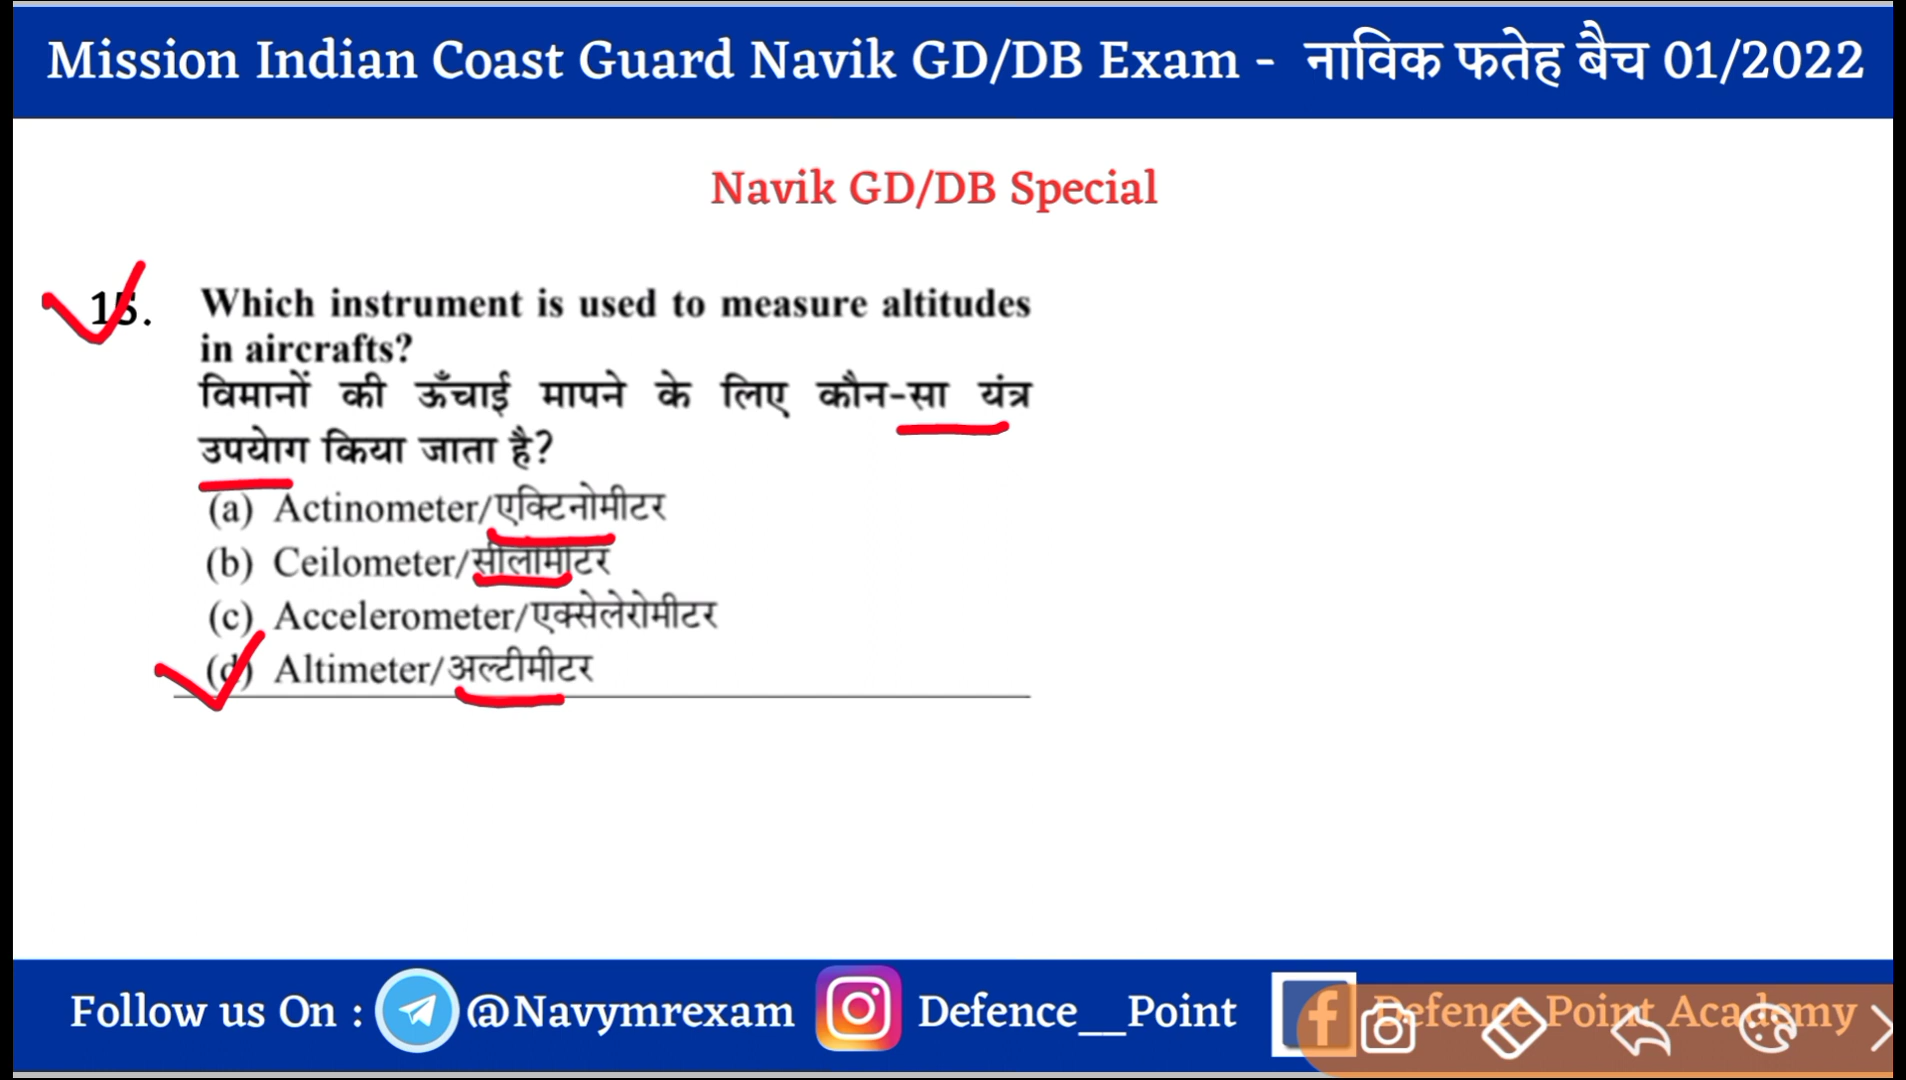 Mission Indian Coast Guard Navik GD/DB Exam - नाविक फतेह बैच 01/2022
Navik GD/DB Special
15. Which instrument is used to measure altitudes
in aircrafts?
विमानों की ऊँचाई मापने के लिए कौन-सा यंत्र
उपयोग किया जाता है?
(a) Actinometer/एक्टिनोमीटर
(b) Ceilometer/सीलोमीटर
(c) Accelerometer/एक्सेलेरोमीटर
(d) Altimeter/अल्टीमीटर
Follow us On : @Navymrexam Defence__Point Defence Point Academy